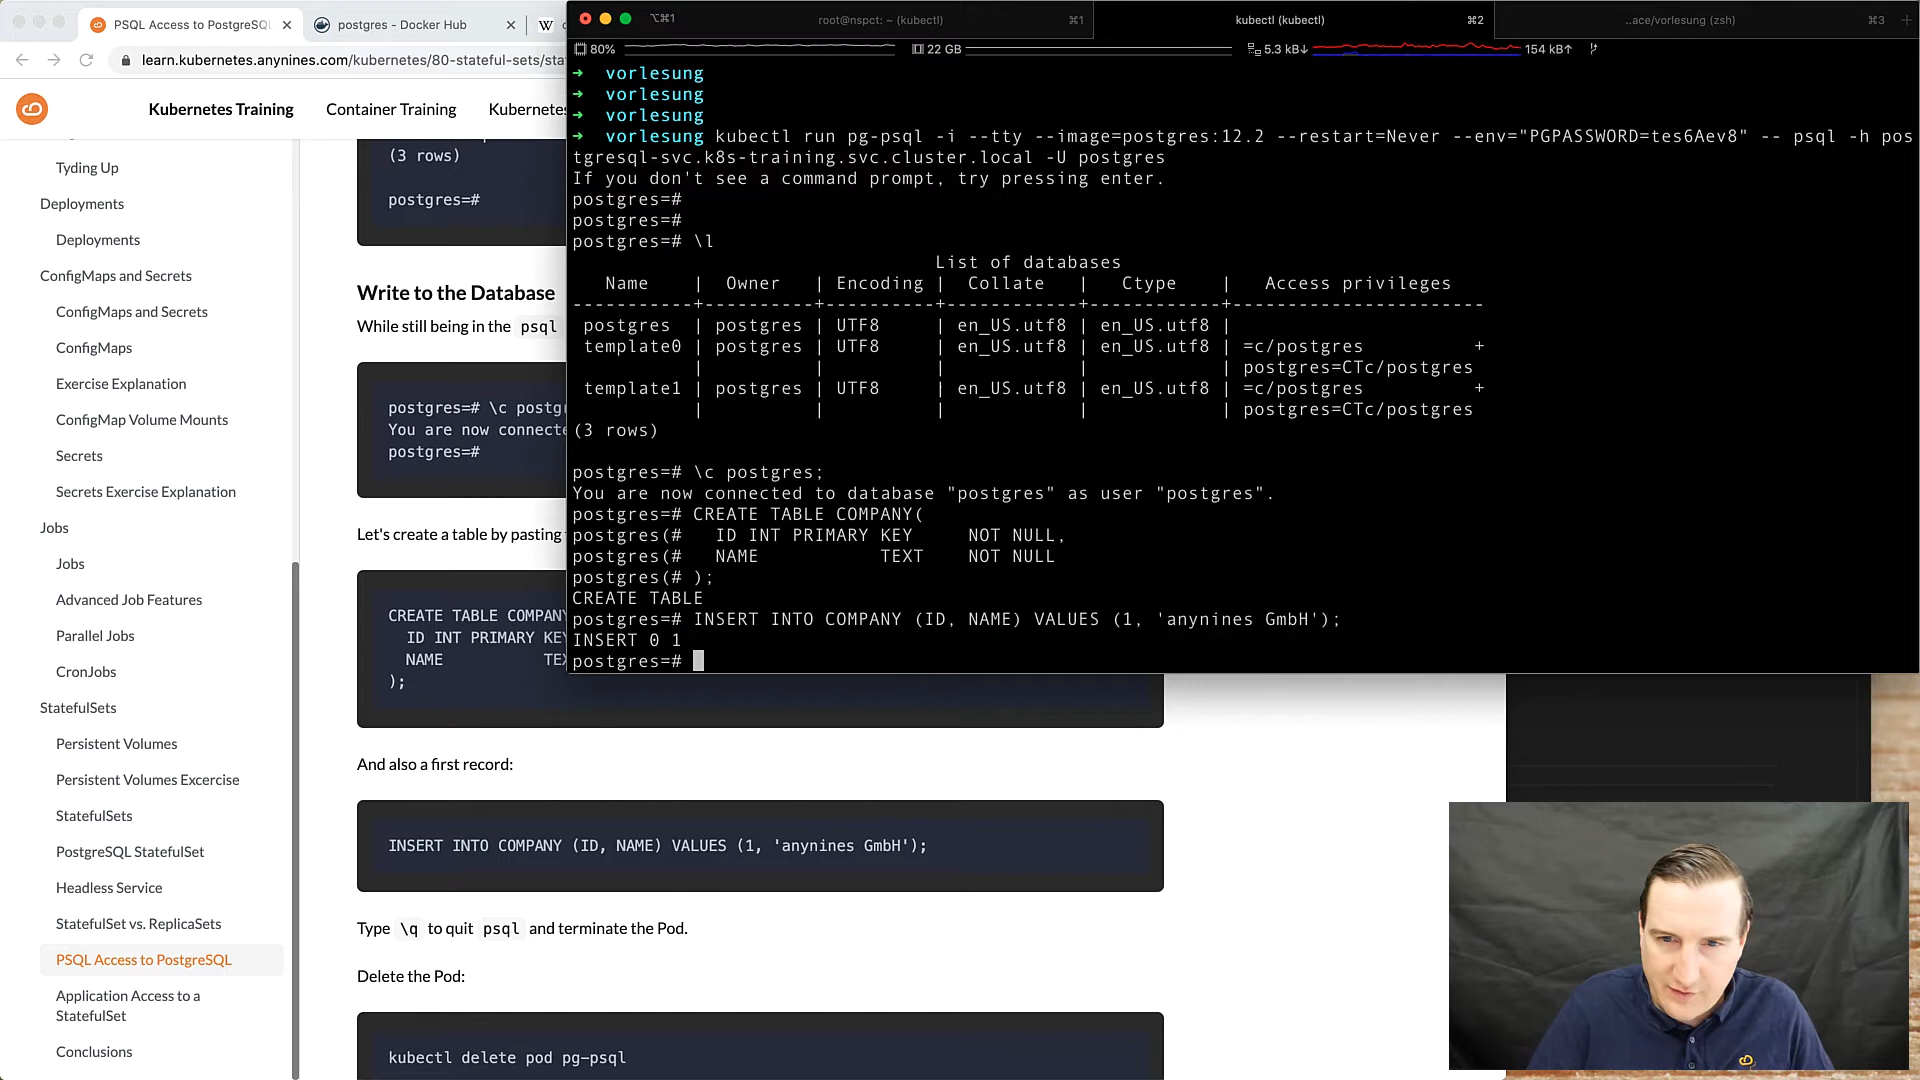 PSQL Access to PostgreSQL
postgres - Docker Hub
learn.kubernetes.anynines.com/kubernetes/80-stateful-sets/sta
Kubernetes Training
Container Training
Kubernete
Tyding Up
Deployments
Deployments
ConfigMaps and Secrets
ConfigMaps and Secrets
ConfigMaps
Exercise Explanation
ConfigMap Volume Mounts
Secrets
Secrets Exercise Explanation
Jobs
Jobs
Advanced Job Features
Parallel Jobs
CronJobs
StatefulSets
Persistent Volumes
Persistent Volumes Excercise
StatefulSets
PostgreSQL StatefulSet
Headless Service
StatefulSet vs. ReplicaSets
PSQL Access to PostgreSQL
Application Access to a
StatefulSet
Conclusions
(3 rows)
postgres=#
Write to the Database
While still being in the psql
postgres=# \c postg
You are now connecte
postgres=#
Let's create a table by pasting
CREATE TABLE COMPANY
ID INT PRIMARY KEY
NAME TEX
);
And also a first record:
INSERT INTO COMPANY (ID, NAME) VALUES (1, 'anynines GmbH');
Type \q to quit psql and terminate the Pod.
Delete the Pod:
kubectl delete pod pg-psql
⌥⌘1
root@nspct: ~ (kubectl) ⌘1
kubectl (kubectl) ⌘2
..ace/vorlesung (zsh) ⌘3
80% 22 GB 5.3 kB↓ 154 kB↑
➜ vorlesung
➜ vorlesung
➜ vorlesung
➜ vorlesung kubectl run pg-psql -i --tty --image=postgres:12.2 --restart=Never --env="PGPASSWORD=tes6Aev8" -- psql -h pos
tgresql-svc.k8s-training.svc.cluster.local -U postgres
If you don't see a command prompt, try pressing enter.
postgres=#
postgres=#
postgres=# \l
List of databases
Name | Owner | Encoding | Collate | Ctype | Access privileges
-----------+----------+----------+------------+------------+-----------------------
postgres | postgres | UTF8 | en_US.utf8 | en_US.utf8 |
template0 | postgres | UTF8 | en_US.utf8 | en_US.utf8 | =c/postgres +
| | | | | postgres=CTc/postgres
template1 | postgres | UTF8 | en_US.utf8 | en_US.utf8 | =c/postgres +
| | | | | postgres=CTc/postgres
(3 rows)
postgres=# \c postgres;
You are now connected to database "postgres" as user "postgres".
postgres=# CREATE TABLE COMPANY(
postgres(# ID INT PRIMARY KEY NOT NULL,
postgres(# NAME TEXT NOT NULL
postgres(# );
CREATE TABLE
postgres=# INSERT INTO COMPANY (ID, NAME) VALUES (1, 'anynines GmbH');
INSERT 0 1
postgres=#